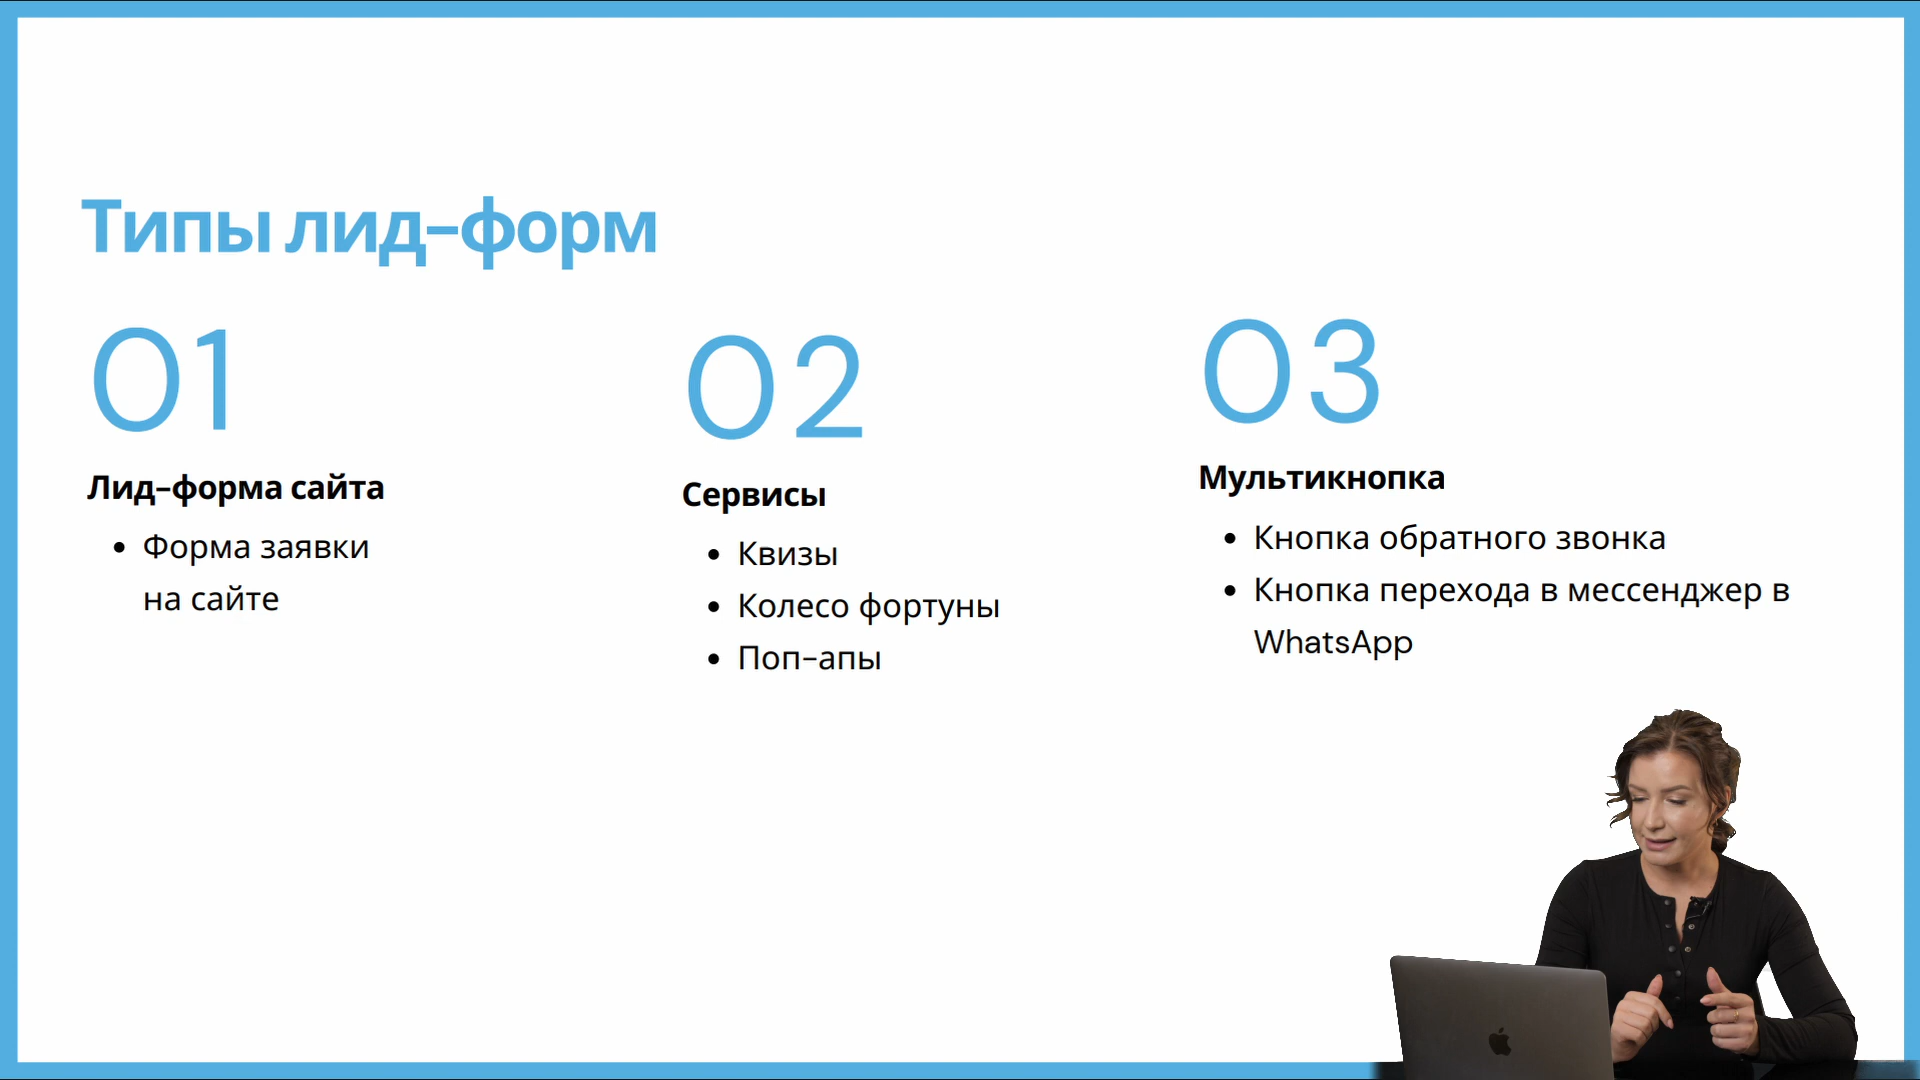 Типы лид-форм
01
Лид-форма сайта
Форма заявки
на сайте
02
Сервисы
Квизы
Колесо фортуны
Поп-апы
03
Мультикнопка
Кнопка обратного звонка
Кнопка перехода в мессенджер в
WhatsApp